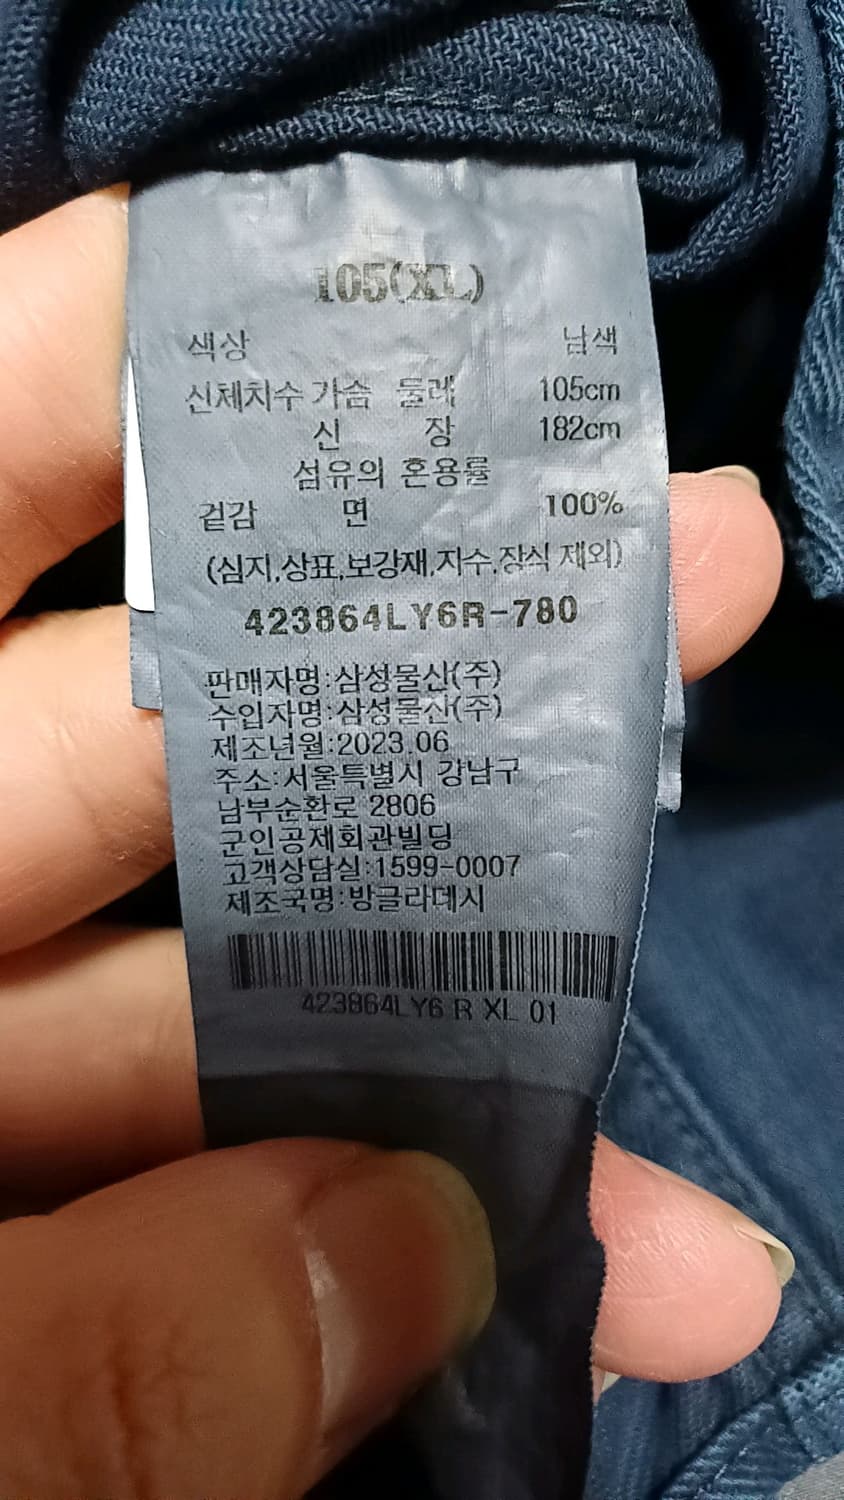 105(XL)
색상 남색
신체치수 가슴 둘레 105cm
신 장 182cm
섬유의 혼용률
겉감 면 100%
(심지,상표,보강재,지수,장식 제외)
423864LY6R-780
판매자명:삼성물산(주)
수입자명:삼성물산(주)
제조년월:2023.06
주소:서울특별시 강남구
남부순환로 2806
군인공제회관빌딩
고객상담실:1599-0007
제조국명:방글라데시
423864LY6 R XL 01